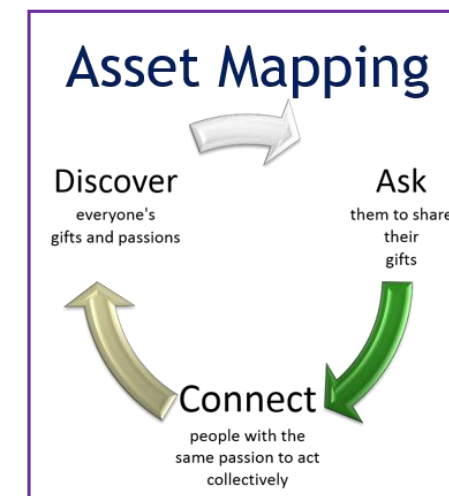 Asset Mapping
Discover
everyone's
gifts and passions
Ask
them to share
their
gifts
Connect
people with the
same passion to act
collectively